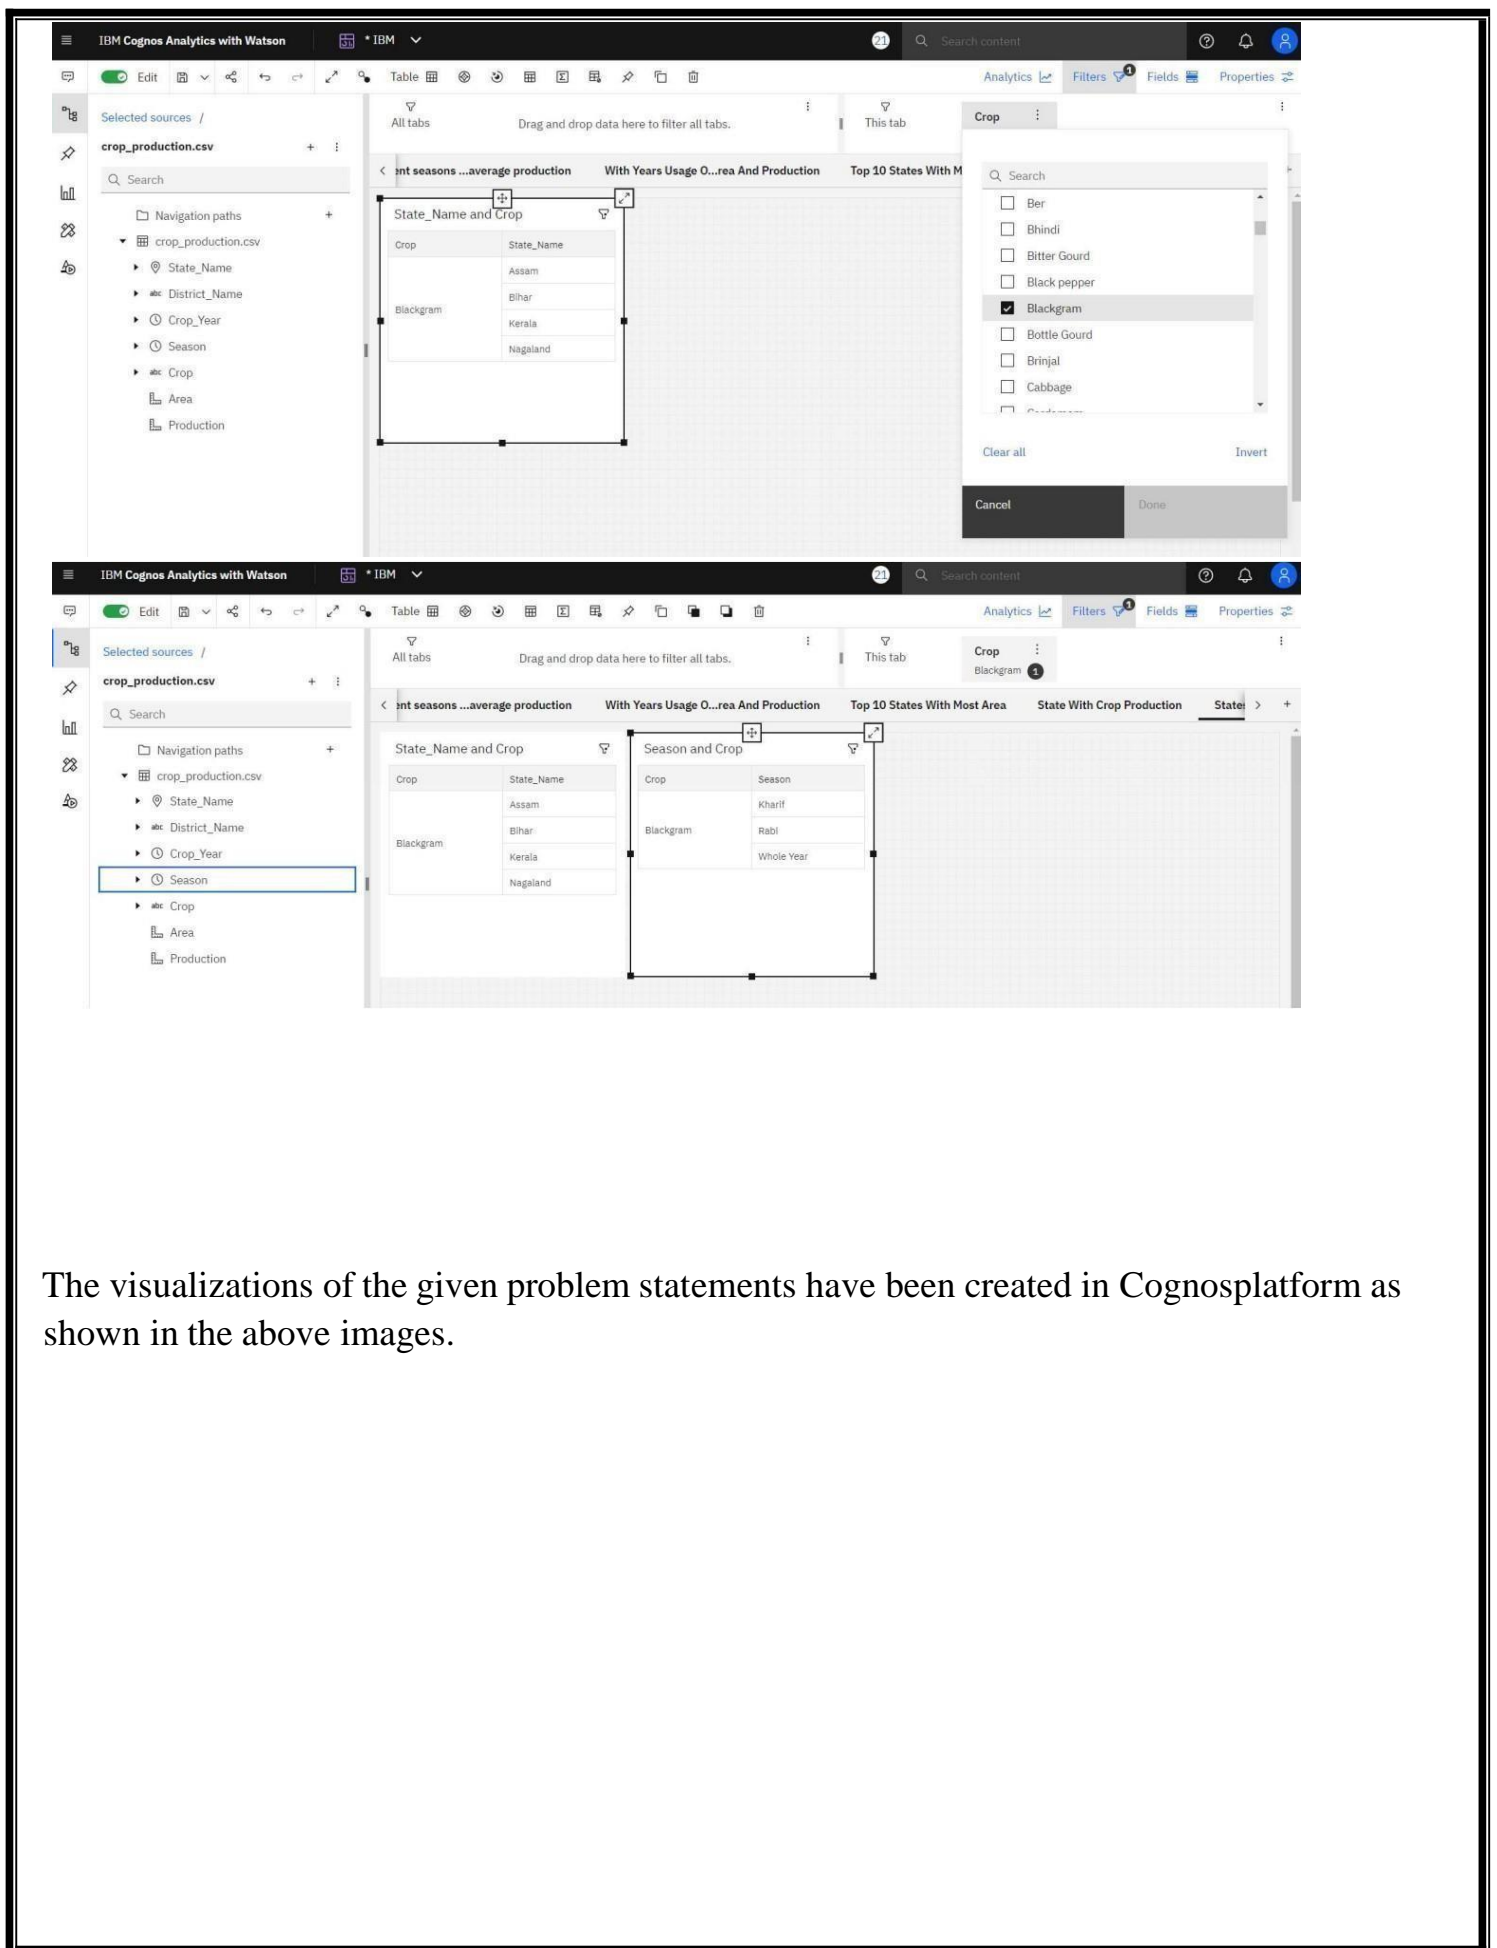 IBM Cognos Analytics with Watson
* IBM
21
Search content
Edit
Table
Analytics
Filters
1
Fields
Properties
Selected sources /
crop_production.csv
Search
Navigation paths
crop_production.csv
State_Name
abc District_Name
Crop_Year
Season
abc Crop
Area
Production
All tabs
Drag and drop data here to filter all tabs.
This tab
Crop
ent seasons ...average production
With Years Usage O...rea And Production
Top 10 States With M
State_Name and Crop
Crop State_Name
Blackgram
Assam
Bihar
Kerala
Nagaland
Search
Ber
Bhindi
Bitter Gourd
Black pepper
Blackgram
Bottle Gourd
Brinjal
Cabbage
Clear all
Invert
Cancel
Done
IBM Cognos Analytics with Watson
* IBM
21
Search content
Edit
Table
Analytics
Filters
1
Fields
Properties
Selected sources /
crop_production.csv
Search
Navigation paths
crop_production.csv
State_Name
abc District_Name
Crop_Year
Season
abc Crop
Area
Production
All tabs
Drag and drop data here to filter all tabs.
This tab
Crop
Blackgram 1
ent seasons ...average production
With Years Usage O...rea And Production
Top 10 States With Most Area
State With Crop Production
State_Name and Crop
Crop State_Name
Blackgram
Assam
Bihar
Kerala
Nagaland
Season and Crop
Crop Season
Blackgram
Kharif
Rabi
Whole Year
The visualizations of the given problem statements have been created in Cognosplatform as
shown in the above images.